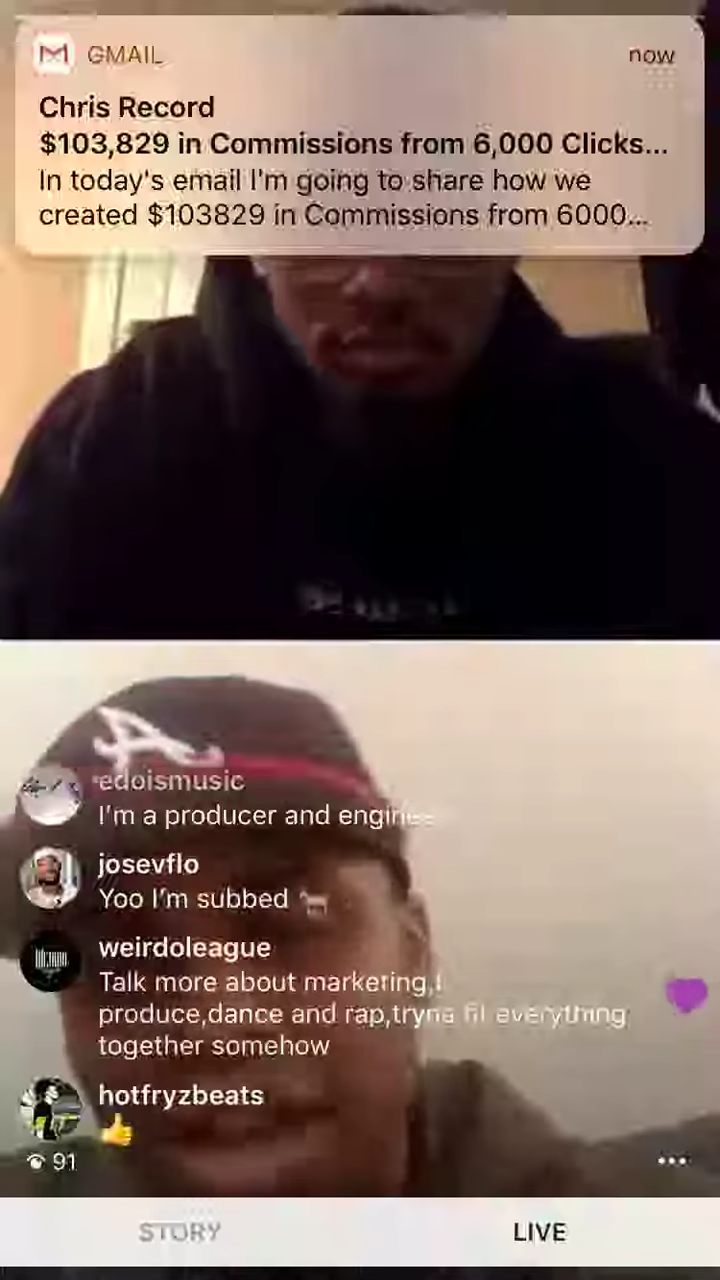 GMAIL
now
Chris Record
$103,829 in Commissions from 6,000 Clicks...
In today's email I'm going to share how we
created $103829 in Commissions from 6000...
A
edoismusic
I'm a producer and engine
josevflo
Yoo I'm subbed 🐐
weirdoleague
Talk more about marketing,I
produce,dance and rap,tryna fit everything
together somehow
hotfryzbeats
👍
91
STORY
LIVE